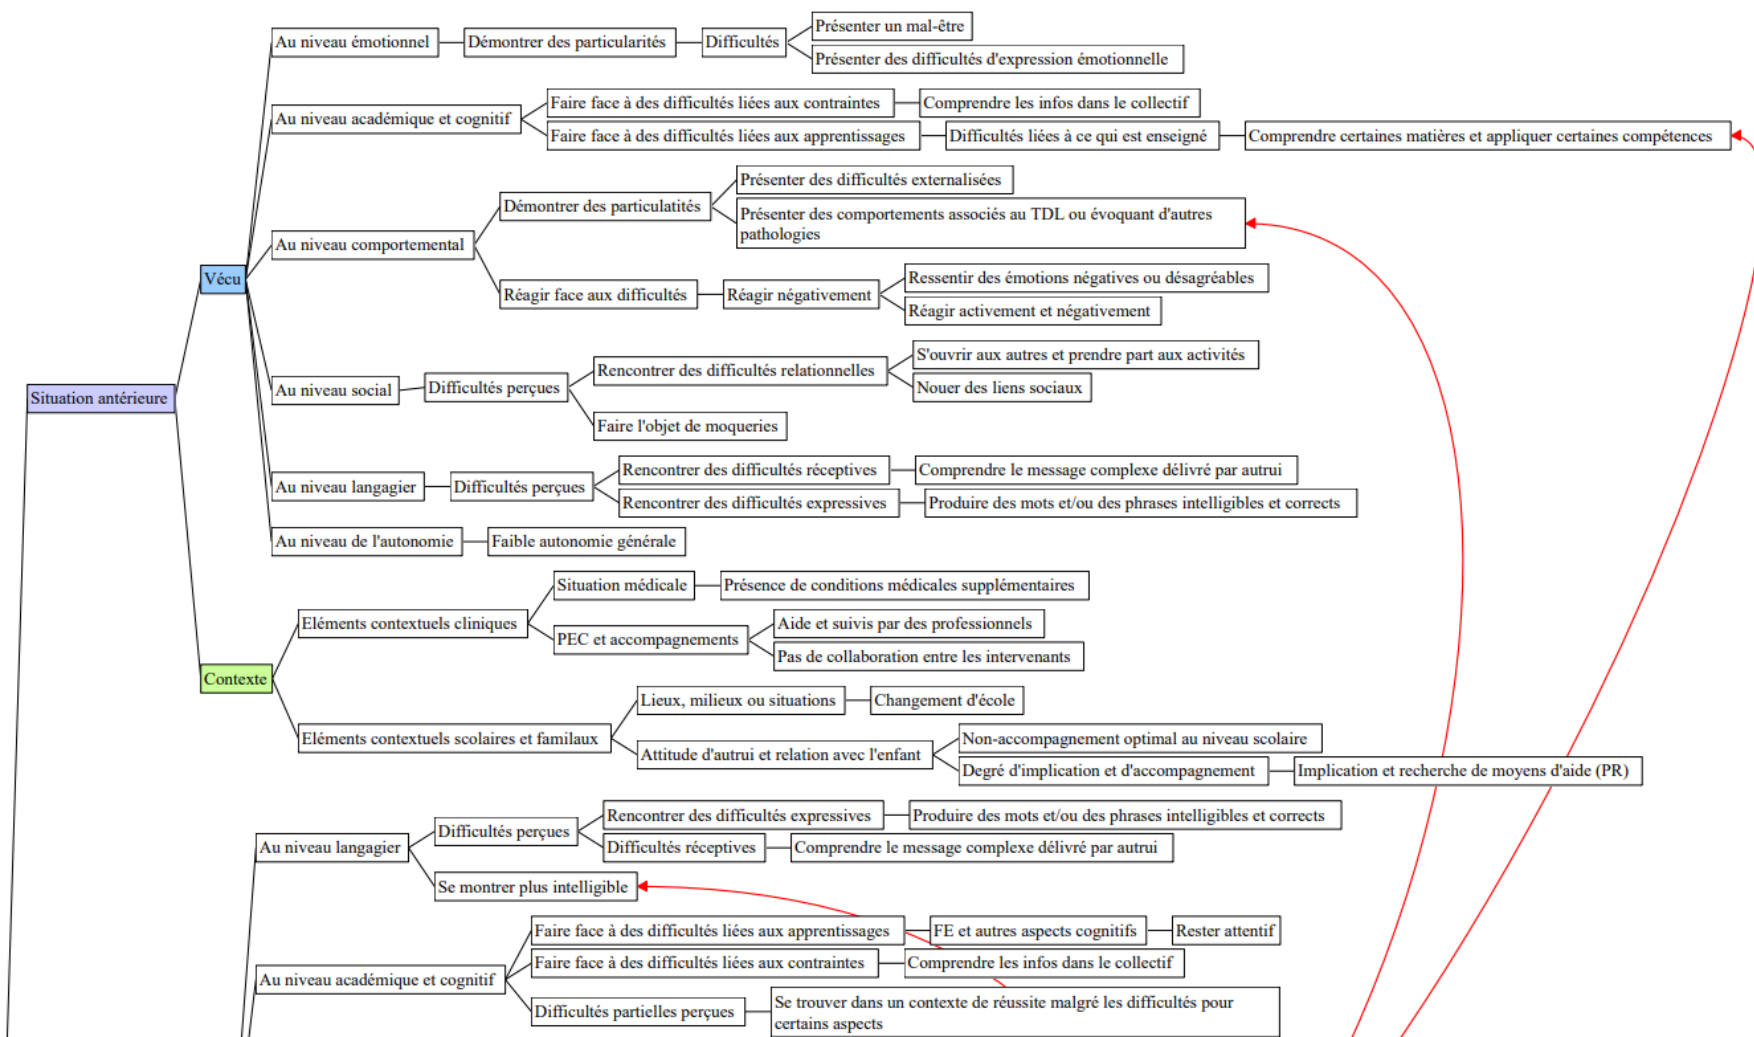 Présenter un mal-être
Au niveau émotionnel
Démontrer des particularités
Difficultés
Présenter des difficultés d'expression émotionnelle
Faire face à des difficultés liées aux contraintes
Comprendre les infos dans le collectif
Au niveau académique et cognitif
Faire face à des difficultés liées aux apprentissages
Difficultés liées à ce qui est enseigné
Comprendre certaines matières et appliquer certaines compétences
Présenter des difficultés externalisées
Démontrer des particulatités
Présenter des comportements associés au TDL ou évoquant d'autres
pathologies
Au niveau comportemental
Vécu
Ressentir des émotions négatives ou désagréables
Réagir face aux difficultés
Réagir négativement
Réagir activement et négativement
S'ouvrir aux autres et prendre part aux activités
Rencontrer des difficultés relationnelles
Nouer des liens sociaux
Au niveau social
Difficultés perçues
Situation antérieure
Faire l'objet de moqueries
Rencontrer des difficultés réceptives
Comprendre le message complexe délivré par autrui
Au niveau langagier
Difficultés perçues
Rencontrer des difficultés expressives
Produire des mots et/ou des phrases intelligibles et corrects
Au niveau de l'autonomie
Faible autonomie générale
Situation médicale
Présence de conditions médicales supplémentaires
Eléments contextuels cliniques
Aide et suivis par des professionnels
PEC et accompagnements
Pas de collaboration entre les intervenants
Contexte
Lieux, milieux ou situations
Changement d'école
Eléments contextuels scolaires et familaux
Non-accompagnement optimal au niveau scolaire
Attitude d'autrui et relation avec l'enfant
Degré d'implication et d'accompagnement
Implication et recherche de moyens d'aide (PR)
Rencontrer des difficultés expressives
Produire des mots et/ou des phrases intelligibles et corrects
Difficultés perçues
Au niveau langagier
Difficultés réceptives
Comprendre le message complexe délivré par autrui
Se montrer plus intelligible
Faire face à des difficultés liées aux apprentissages
FE et autres aspects cognitifs
Rester attentif
Faire face à des difficultés liées aux contraintes
Comprendre les infos dans le collectif
Au niveau académique et cognitif
Difficultés partielles perçues
Se trouver dans un contexte de réussite malgré les difficultés pour
certains aspects